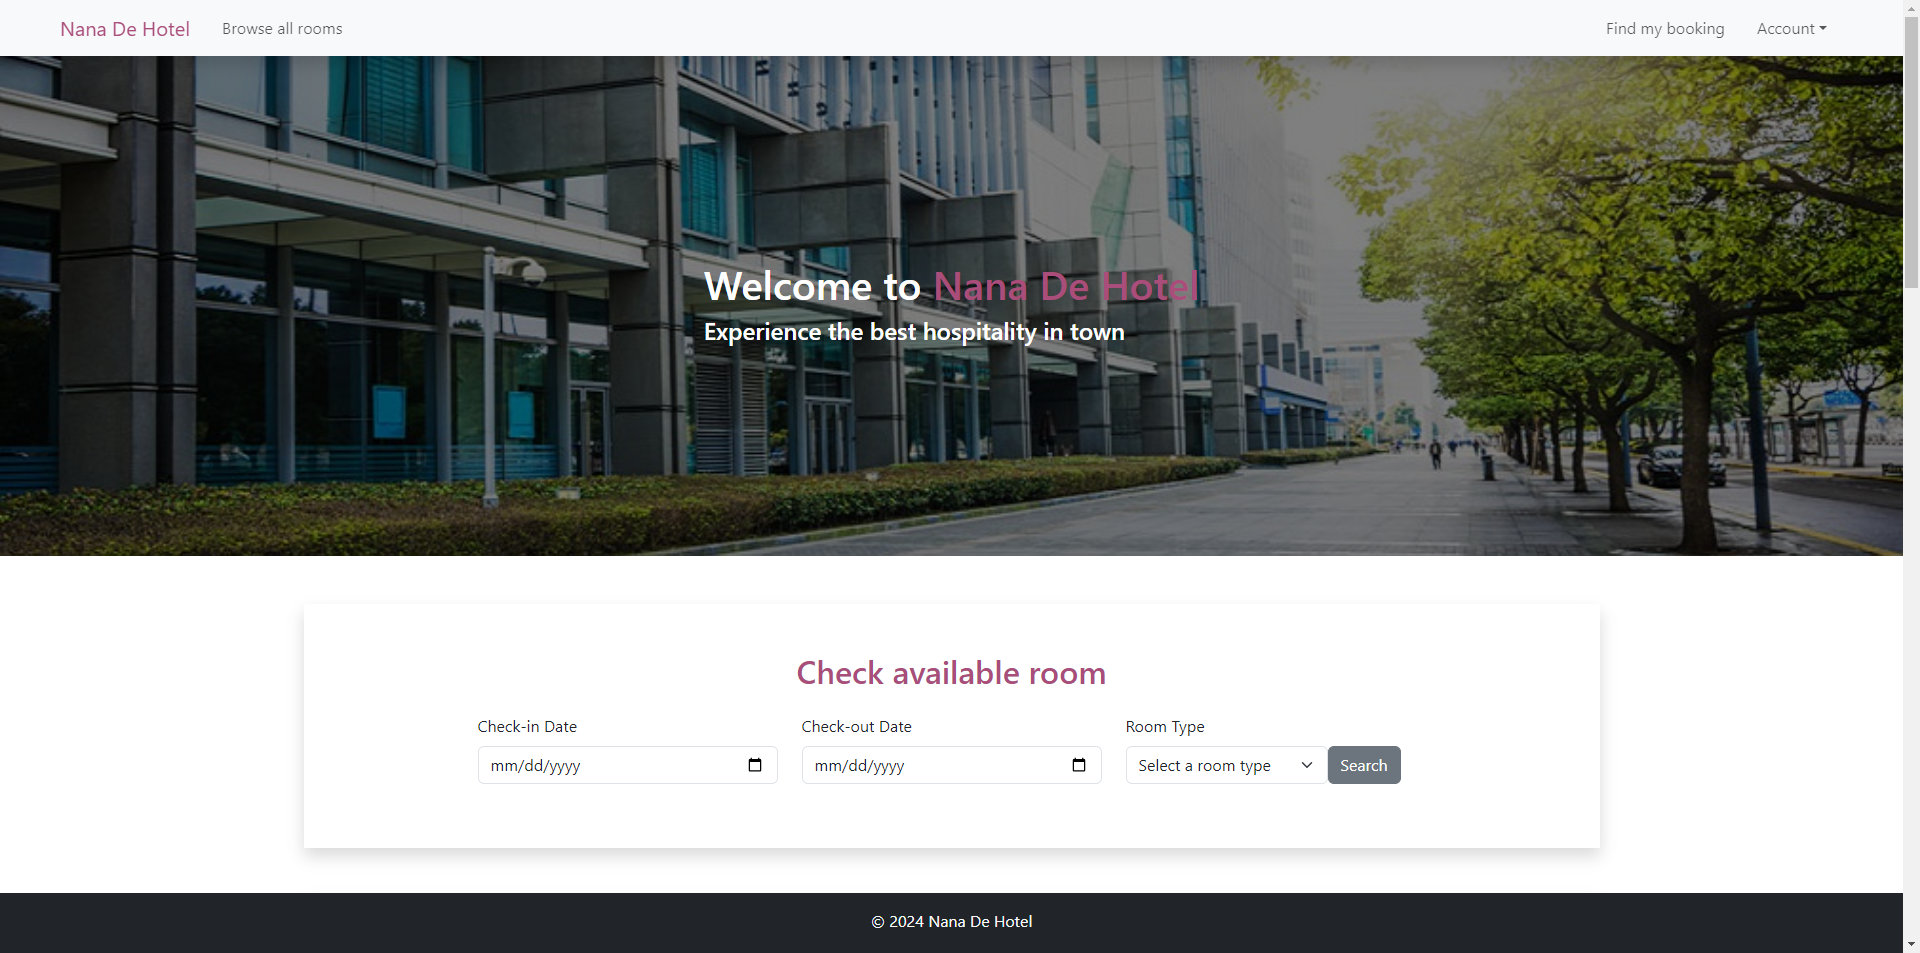 Nana De Hotel
Browse all rooms
Find my booking
Account
Welcome to Nana De Hotel
Experience the best hospitality in town
Check available room
Check-in Date
Check-out Date
Room Type
mm/dd/yyyy
mm/dd/yyyy
Select a room type
Search
© 2024 Nana De Hotel